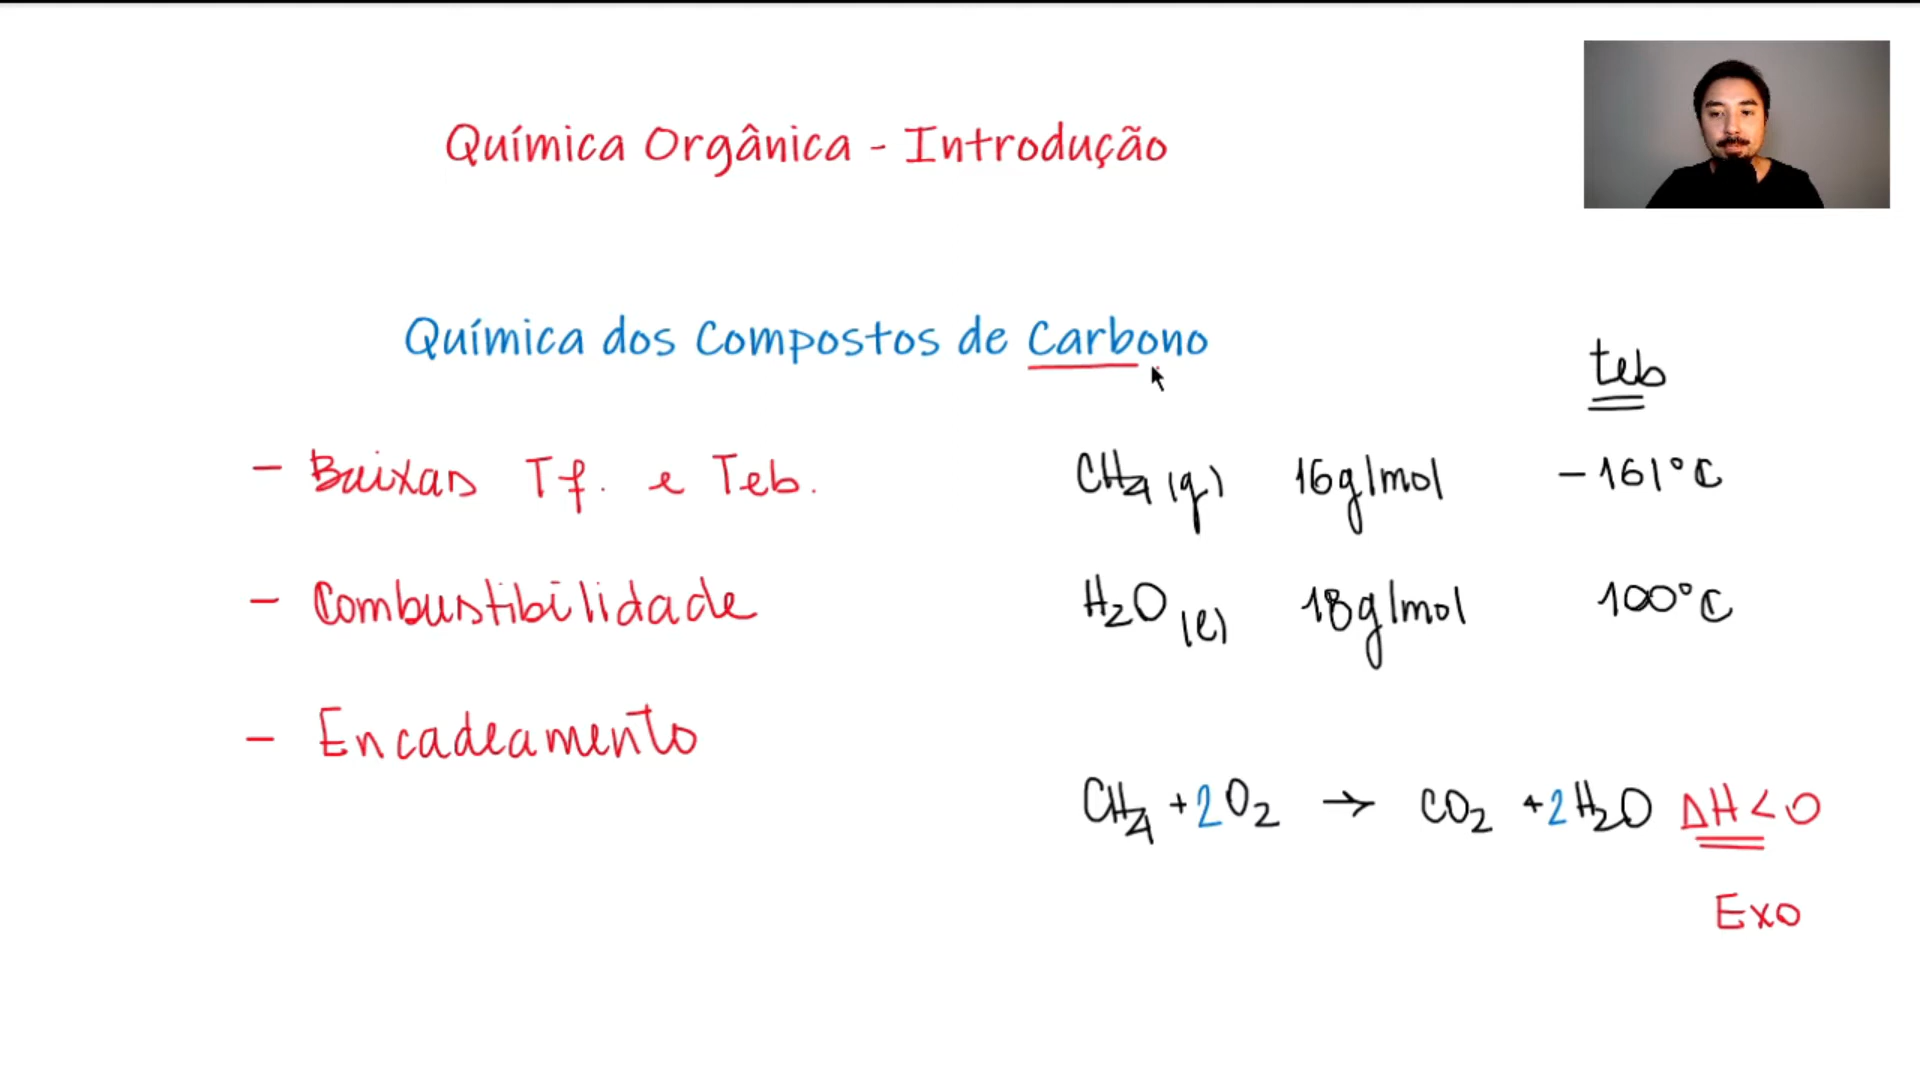 Química Orgânica - Introdução
Química dos Compostos de Carbono
teb
- Baixas Tf. e Teb.
CH₄(g) 16g/mol -161°C
- Combustibilidade
H₂O(l) 18g/mol 100°C
- Encadeamento
CH₄ + 2O₂ → CO₂ + 2H₂O ΔH<0
Exo